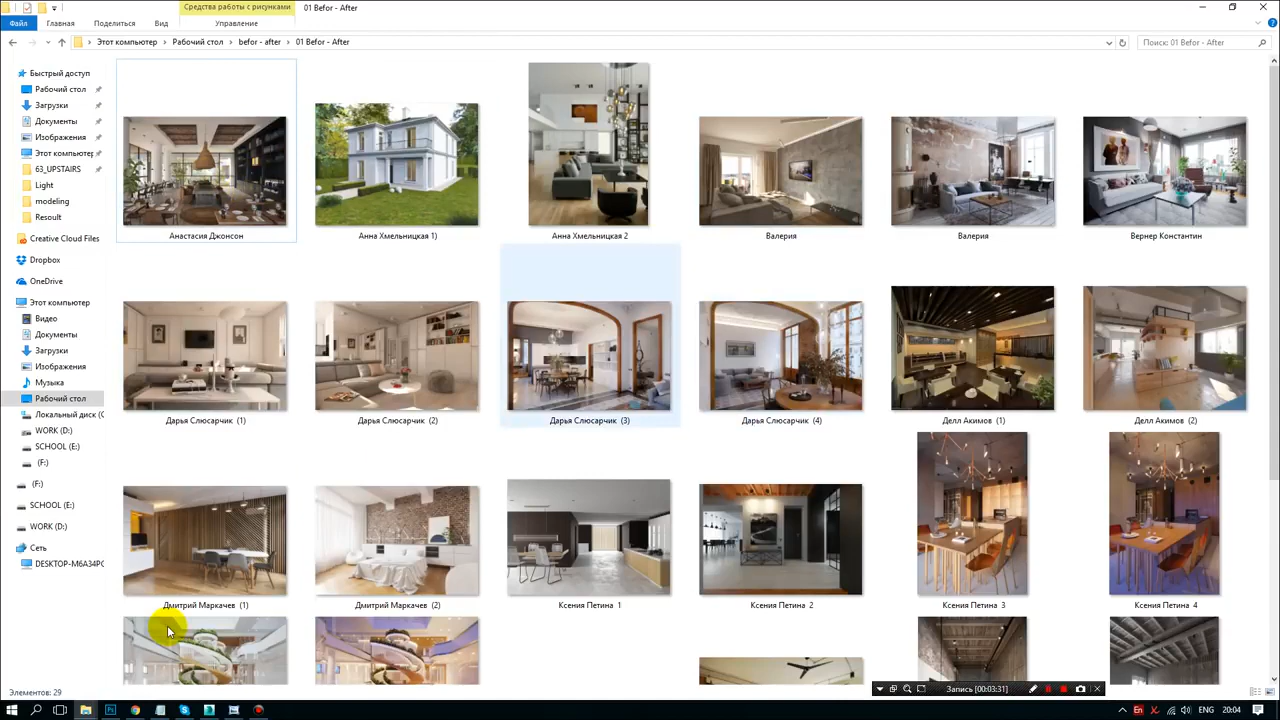 Средства работы с рисунками
01 Befor - After
Файл
Главная
Поделиться
Вид
Управление
Этот компьютер
Рабочий стол
befor - after
01 Befor - After
Поиск: 01 Befor - After
Быстрый доступ
Рабочий стол
Загрузки
Документы
Изображения
Этот компьютер
63_UPSTAIRS
Light
modeling
Resoult
Creative Cloud Files
Dropbox
OneDrive
Этот компьютер
Видео
Документы
Загрузки
Изображения
Музыка
Рабочий стол
Локальный диск (C
WORK (D:)
SCHOOL (E:)
(F:)
(F:)
SCHOOL (E:)
WORK (D:)
Сеть
DESKTOP-M6A34PC
Анастасия Джонсон
Анна Хмельницкая 1)
Анна Хмельницкая 2
Валерия
Валерия
Вернер Константин
Дарья Слюсарчик (1)
Дарья Слюсарчик (2)
Дарья Слюсарчик (3)
Дарья Слюсарчик (4)
Делл Акимов (1)
Делл Акимов (2)
Дмитрий Маркачев (1)
Дмитрий Маркачев (2)
Ксения Петина 1
Ксения Петина 2
Ксения Петина 3
Ксения Петина 4
Элементов: 29
Запись [00:03:31]
En
ENG
20:04